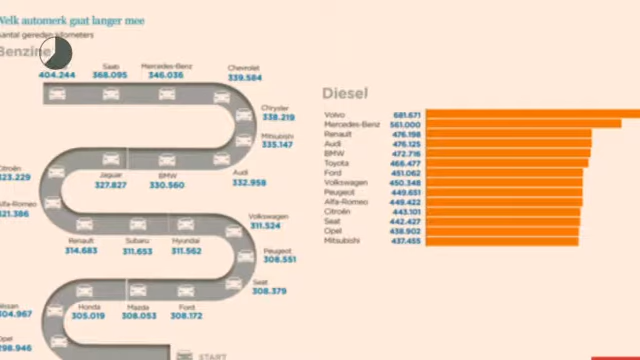 Welk automerk gaat langer mee
aantal gereden kilometers
Benzine
404.244
Saab
368.095
Mercedes-Benz
346.036
Chevrolet
339.584
Chrysler
338.219
Mitsubishi
335.147
Audi
332.958
BMW
330.560
Jaguar
327.827
Citroën
323.229
Alfa-Romeo
321.386
Renault
314.683
Subaru
311.653
Hyundai
311.562
Volkswagen
311.524
Peugeot
308.551
Seat
308.379
Ford
308.172
Mazda
308.053
Honda
305.019
Nissan
304.967
Opel
298.946
START
Diesel
Volvo 681.671
Mercedes-Benz 561.000
Renault 476.198
Audi 476.125
BMW 472.716
Toyota 466.477
Ford 451.062
Volkswagen 450.348
Peugeot 449.651
Alfa-Romeo 449.422
Citroën 443.101
Seat 442.427
Opel 438.902
Mitsubishi 437.455